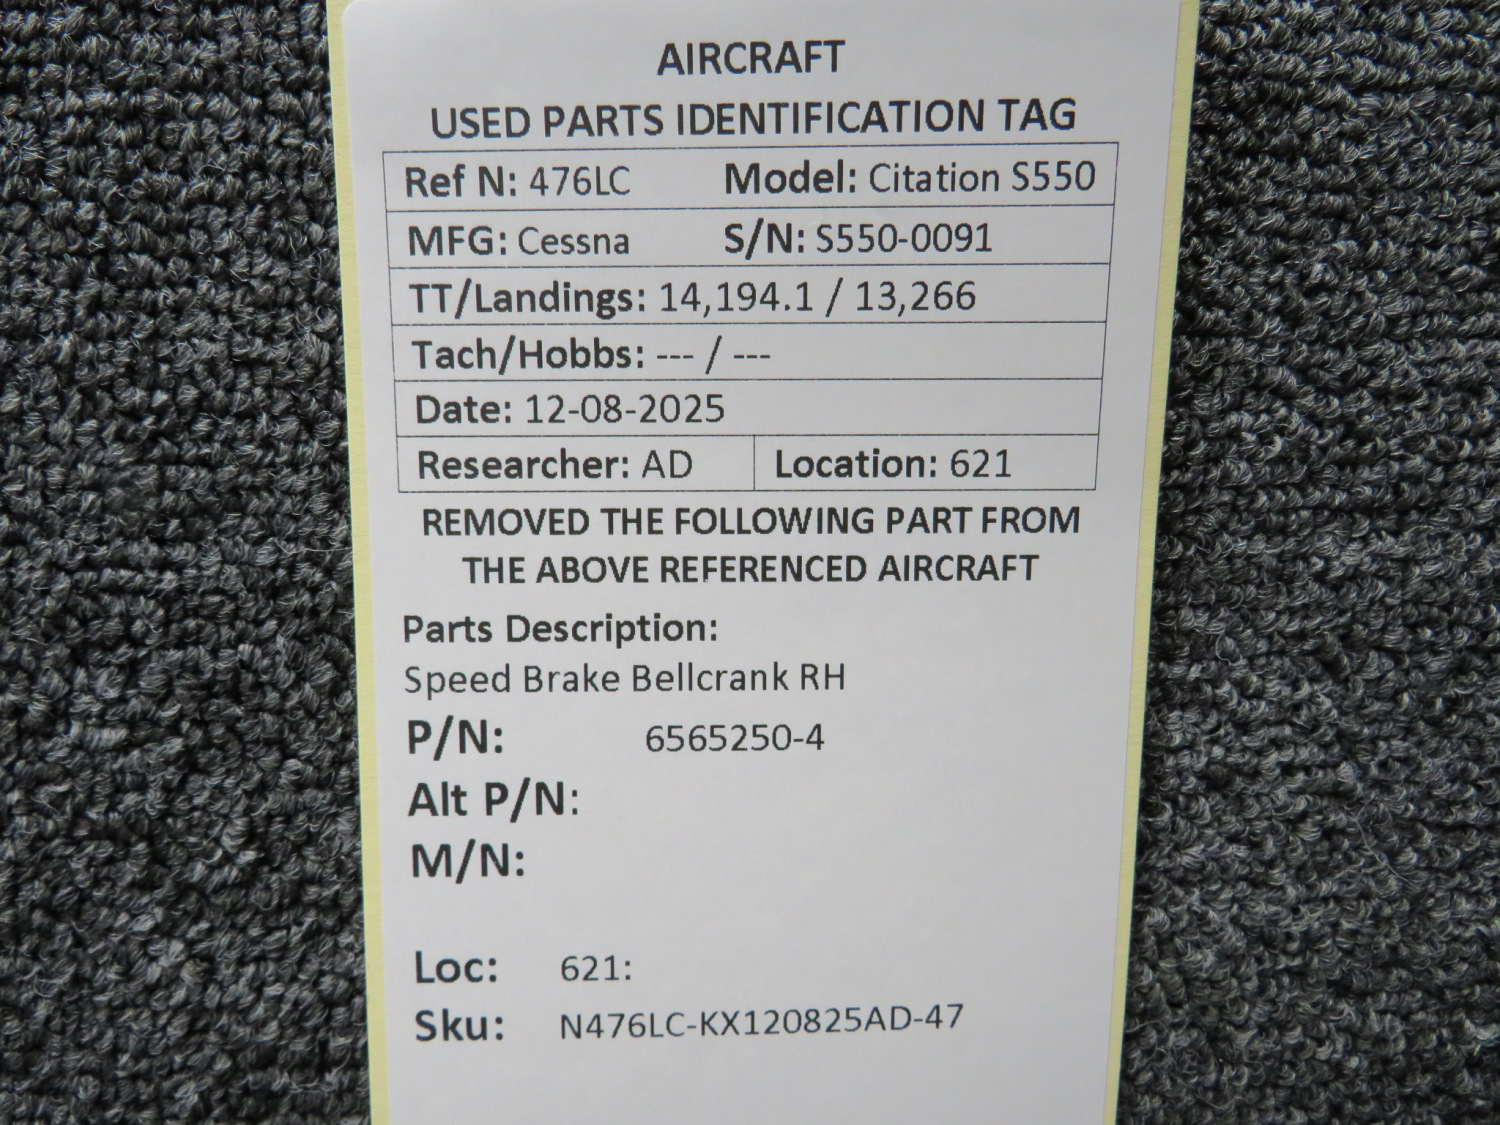 AIRCRAFT
USED PARTS IDENTIFICATION TAG
Ref N: 476LC Model: Citation S550
MFG: Cessna S/N: S550-0091
TT/Landings: 14,194.1 / 13,266
Tach/Hobbs: --- / ---
Date: 12-08-2025
Researcher: AD Location: 621
REMOVED THE FOLLOWING PART FROM
THE ABOVE REFERENCED AIRCRAFT
Parts Description:
Speed Brake Bellcrank RH
P/N: 6565250-4
Alt P/N:
M/N:
Loc: 621:
Sku: N476LC-KX120825AD-47